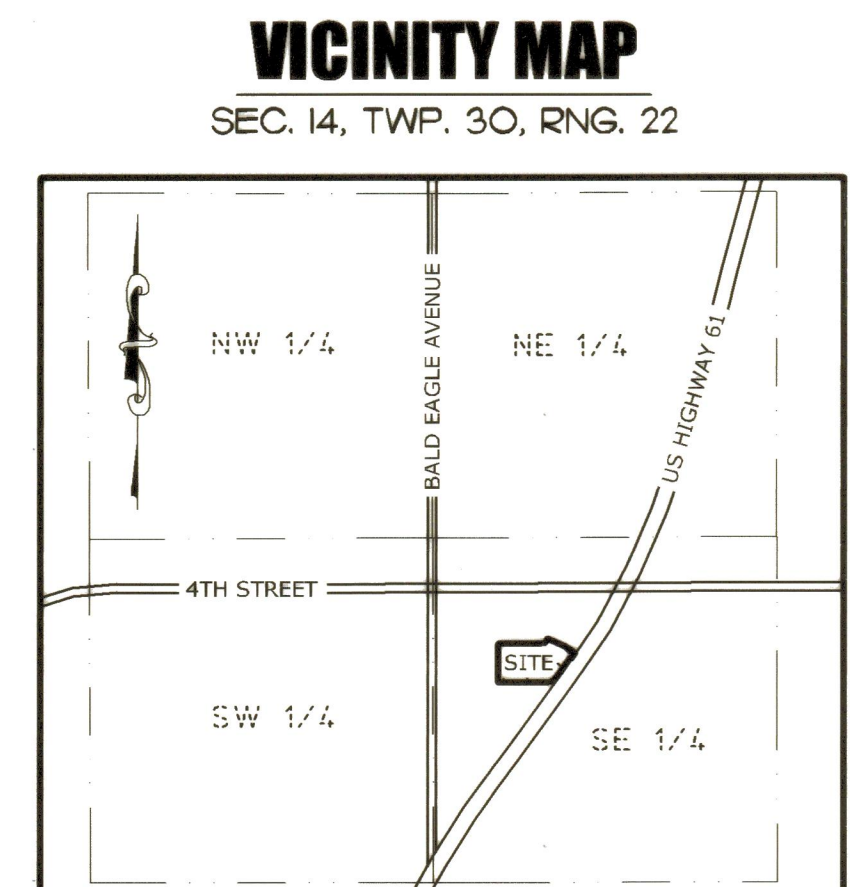 VICINITY MAP
SEC. 14, TWP. 30, RNG. 22
NW 1/4
BALD EAGLE AVENUE
NE 1/4
US HIGHWAY 61
4TH STREET
SITE
SW 1/4
SE 1/4